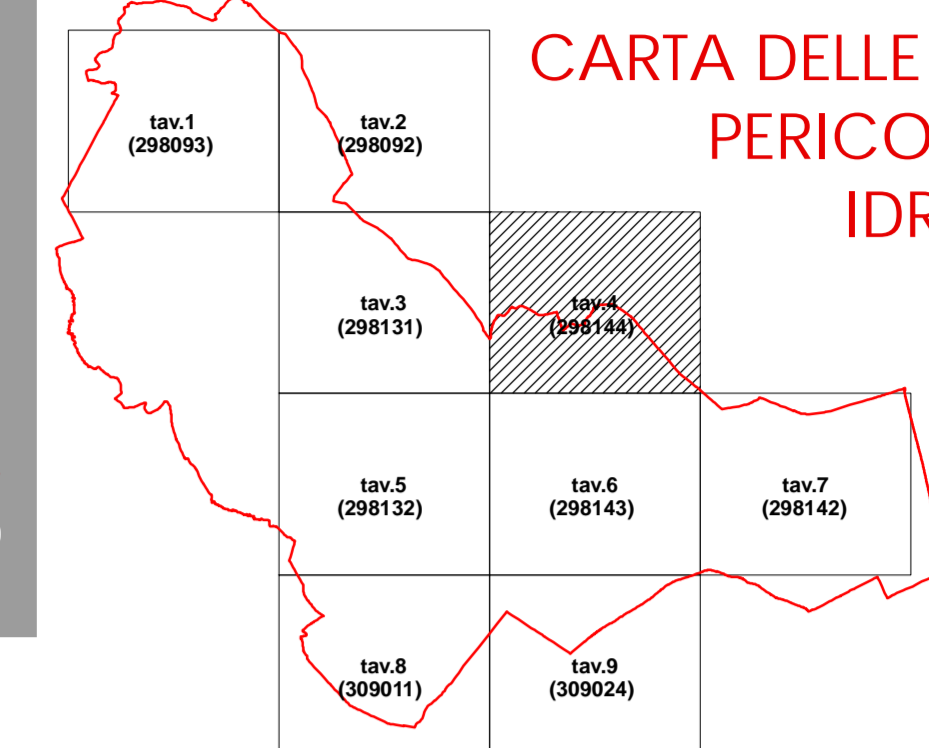 CARTA DELLE
PERICO
IDR
tav.1
(298093)
tav.2
(298092)
tav.3
(298131)
tav.4
(298144)
tav.5
(298132)
tav.6
(298143)
tav.7
(298142)
tav.8
(309011)
tav.9
(309024)